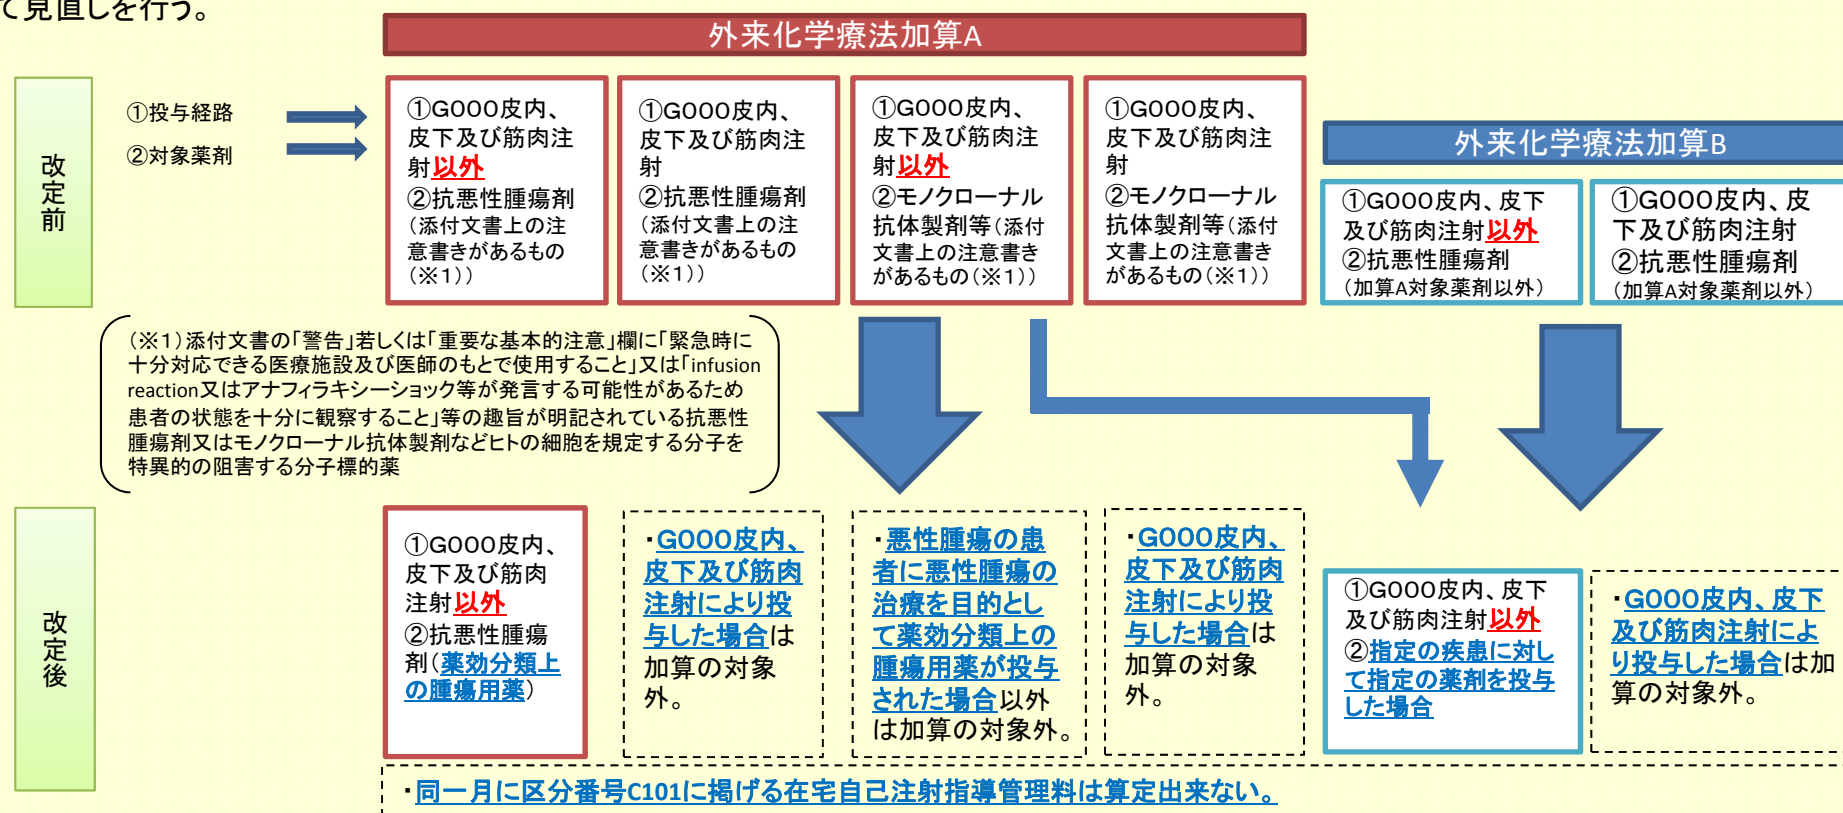 て見直しを行う。
外来化学療法加算A
改定前
①投与経路
②対象薬剤
①G000皮内、
皮下及び筋肉注
射以外
②抗悪性腫瘍剤
（添付文書上の注
意書きがあるもの
（※1））
①G000皮内、
皮下及び筋肉注
射
②抗悪性腫瘍剤
（添付文書上の注
意書きがあるもの
（※1））
①G000皮内、
皮下及び筋肉注
射以外
②モノクローナル
抗体製剤等（添付
文書上の注意書き
があるもの（※1））
①G000皮内、
皮下及び筋肉注
射
②モノクローナル
抗体製剤等（添付
文書上の注意書き
があるもの（※1））
外来化学療法加算B
①G000皮内、皮下
及び筋肉注射以外
②抗悪性腫瘍剤
（加算A対象薬剤以外）
①G000皮内、皮
下及び筋肉注射
②抗悪性腫瘍剤
（加算A対象薬剤以外）
（※1）添付文書の「警告」若しくは「重要な基本的注意」欄に「緊急時に
十分対応できる医療施設及び医師のもとで使用すること」又は「infusion
reaction又はアナフィラキシーショック等が発言する可能性があるため
患者の状態を十分に観察すること」等の趣旨が明記されている抗悪性
腫瘍剤又はモノクローナル抗体製剤などヒトの細胞を規定する分子を
特異的の阻害する分子標的薬
改定後
①G000皮内、
皮下及び筋肉
注射以外
②抗悪性腫瘍
剤（薬効分類上
の腫瘍用薬）
・G000皮内、
皮下及び筋肉
注射により投
与した場合は
加算の対象
外。
・悪性腫瘍の患
者に悪性腫瘍の
治療を目的とし
て薬効分類上の
腫瘍用薬が投与
された場合以外
は加算の対象外。
・G000皮内、
皮下及び筋肉
注射により投
与した場合は
加算の対象
外。
①G000皮内、皮下
及び筋肉注射以外
②指定の疾患に対し
て指定の薬剤を投与
した場合
・G000皮内、皮下
及び筋肉注射によ
り投与した場合は加
算の対象外。
・同一月に区分番号C101に掲げる在宅自己注射指導管理料は算定出来ない。